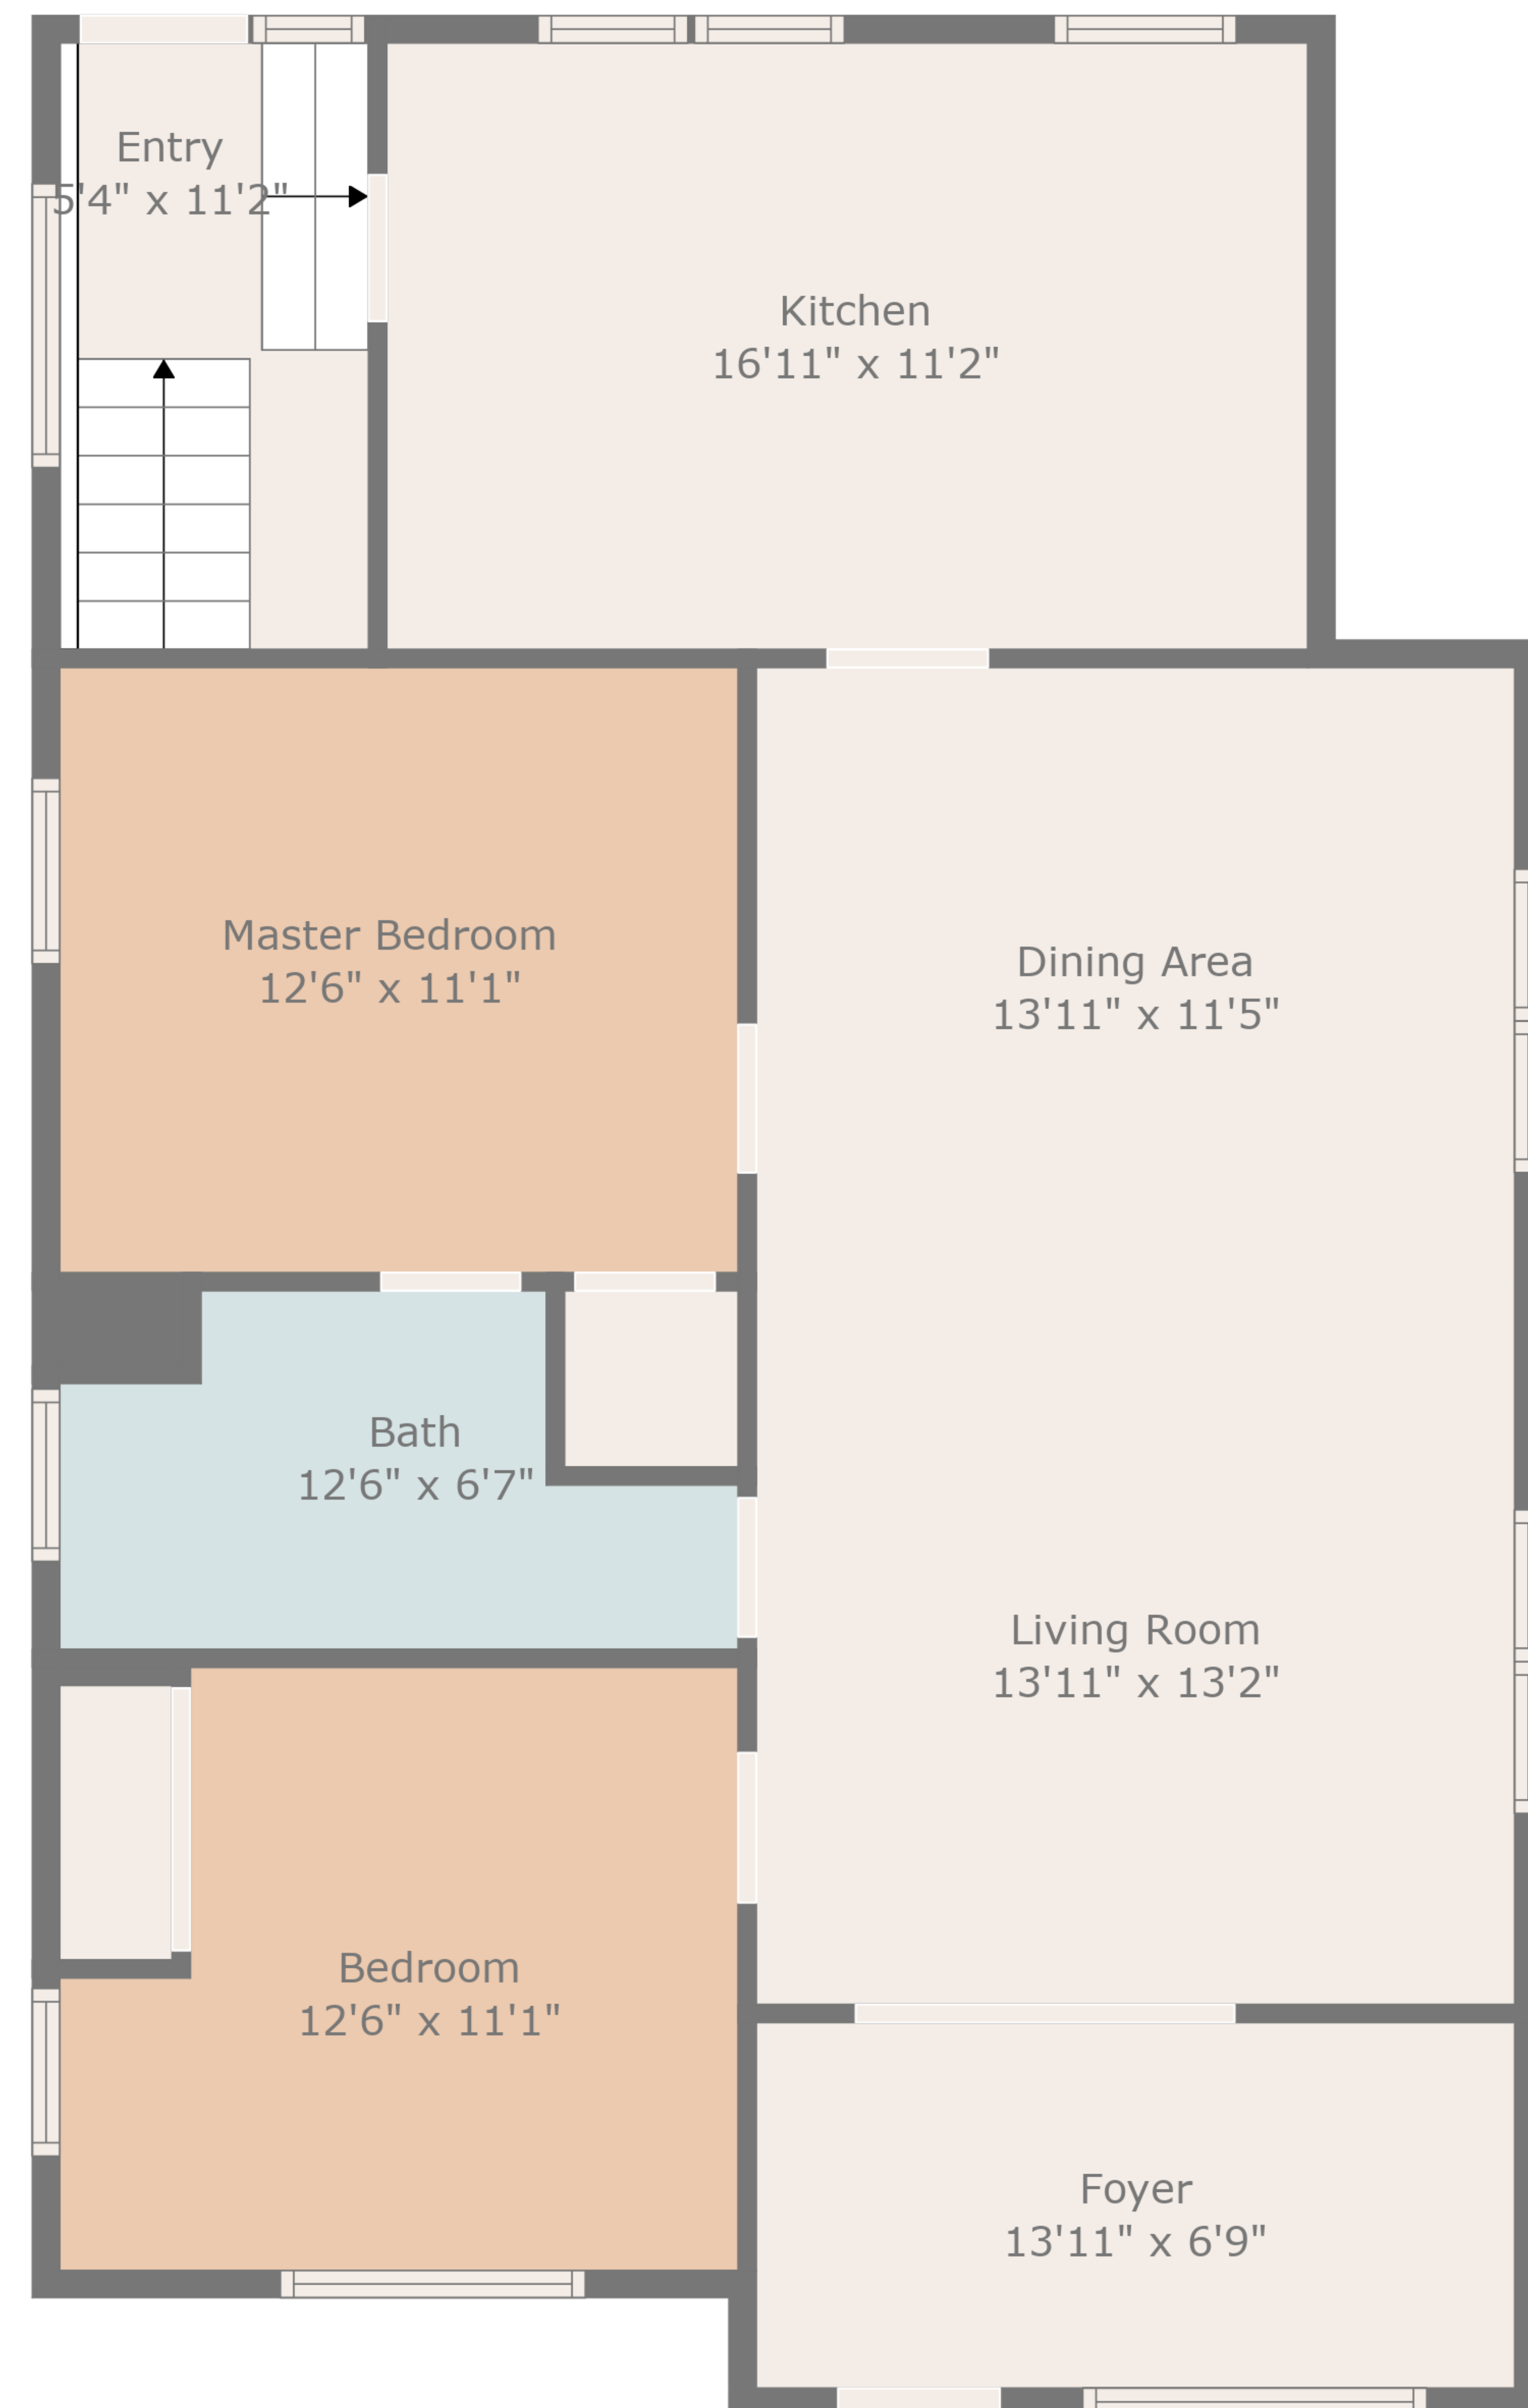 Entry
5'4" x 11'2"
Kitchen
16'11" x 11'2"
Master Bedroom
12'6" x 11'1"
Dining Area
13'11" x 11'5"
Bath
12'6" x 6'7"
Living Room
13'11" x 13'2"
Bedroom
12'6" x 11'1"
Foyer
13'11" x 6'9"